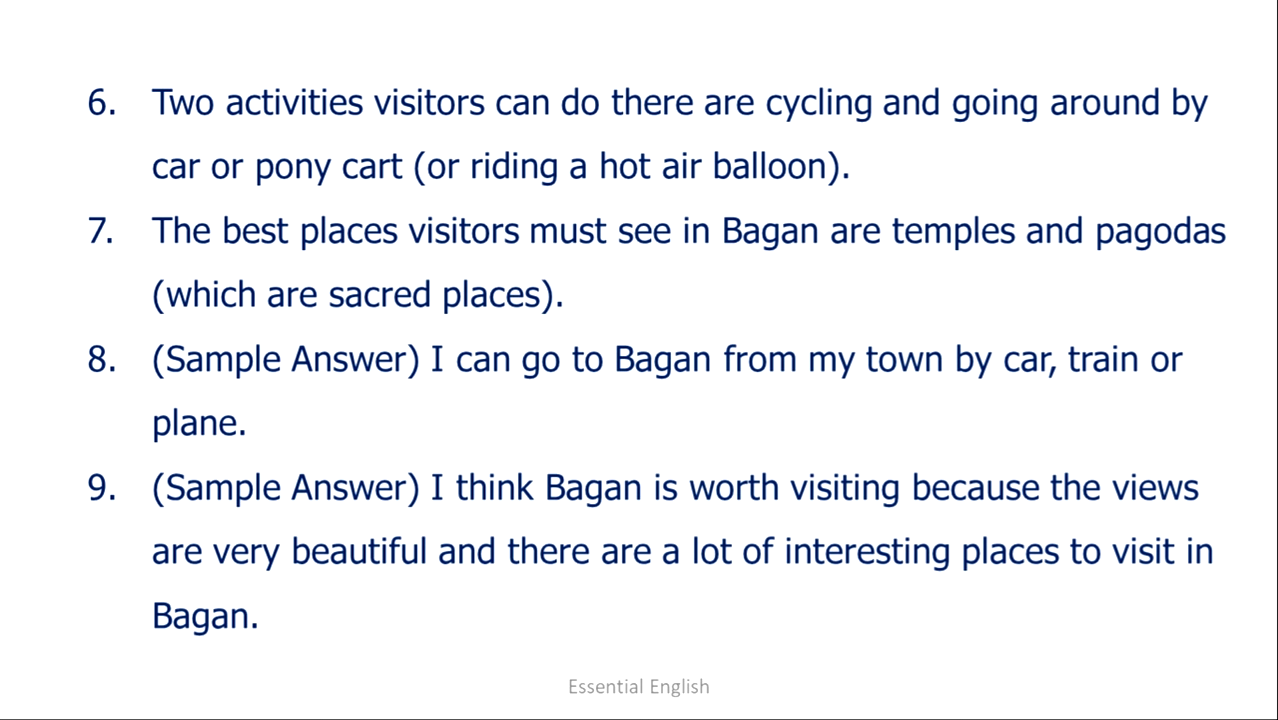 6. Two activities visitors can do there are cycling and going around by
car or pony cart (or riding a hot air balloon).
7. The best places visitors must see in Bagan are temples and pagodas
(which are sacred places).
8. (Sample Answer) I can go to Bagan from my town by car, train or
plane.
9. (Sample Answer) I think Bagan is worth visiting because the views
are very beautiful and there are a lot of interesting places to visit in
Bagan.
Essential English